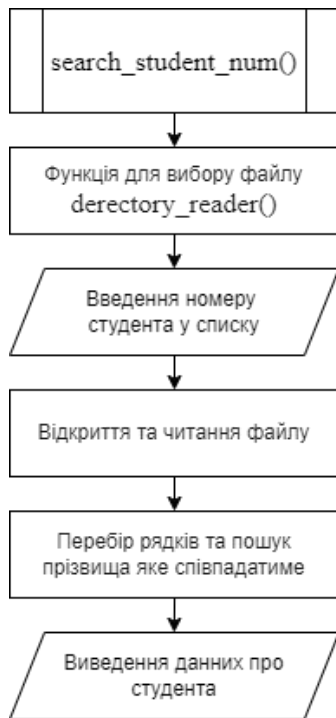 search_student_num()
Функція для вибору файлу
derectory_reader()
Введення номеру
студента у списку
Відкриття та читання файлу
Перебір рядків та пошук
прізвища яке співпадатиме
Виведення данних про
студента